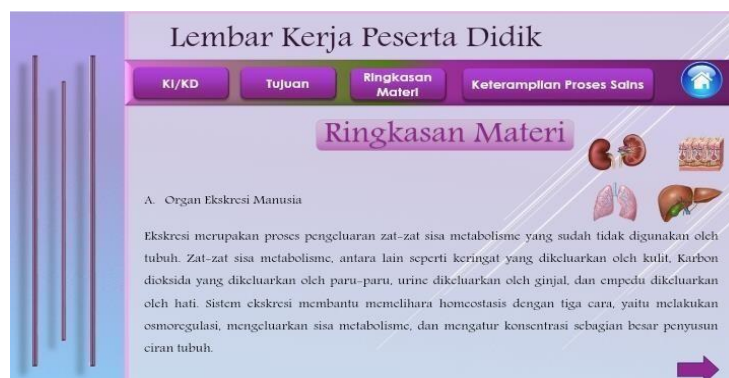 Lembar Kerja Peserta Didik
KI/KD
Tujuan
Ringkasan
Materi
Keterampilan Proses Sains
Ringkasan Materi
A. Organ Ekskresi Manusia
Ekskresi merupakan proses pengeluaran zat-zat sisa metabolisme yang sudah tidak digunakan oleh
tubuh. Zat-zat sisa metabolisme, antara lain seperti keringat yang dikeluarkan oleh kulit, Karbon
dioksida yang dikeluarkan oleh paru-paru, urine dikeluarkan oleh ginjal, dan empedu dikeluarkan
oleh hati. Sistem ekskresi membantu memelihara homeostasis dengan tiga cara, yaitu melakukan
osmoregulasi, mengeluarkan sisa metabolisme, dan mengatur konsentrasi sebagian besar penyusun
ciran tubuh.